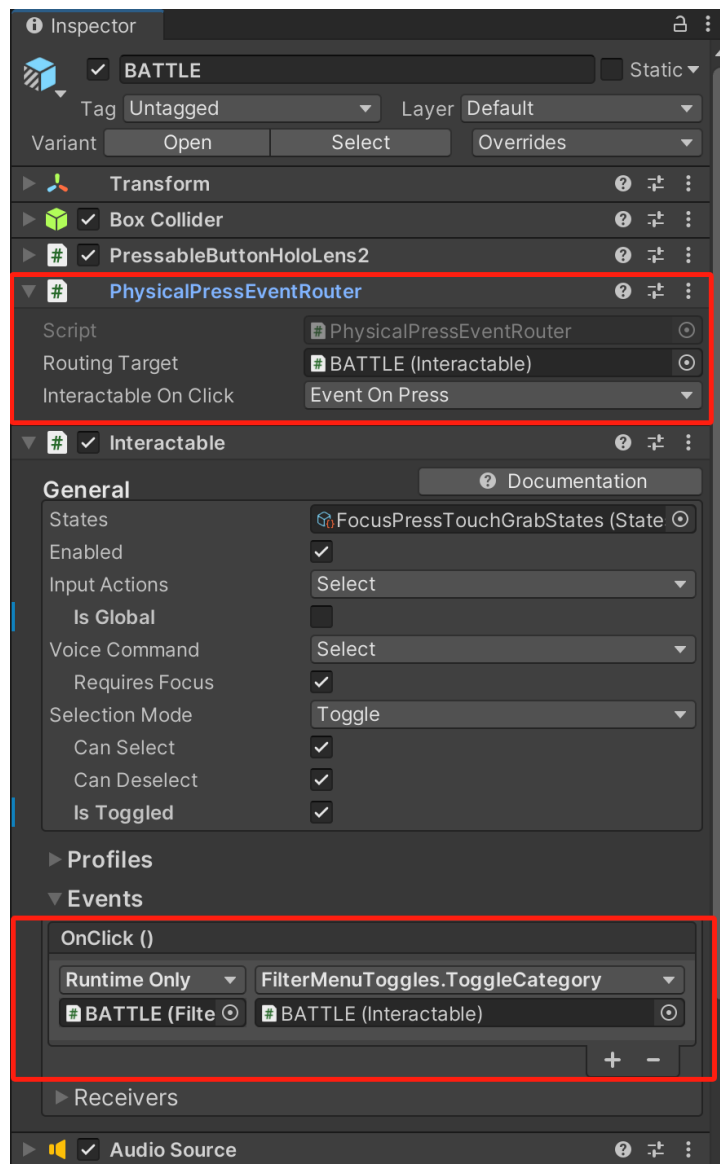 Inspector
BATTLE Static
Tag Untagged Layer Default
Variant Open Select Overrides
Transform
Box Collider
# PressableButtonHoloLens2
# PhysicalPressEventRouter
Script # PhysicalPressEventRouter
Routing Target # BATTLE (Interactable)
Interactable On Click Event On Press
# Interactable
General Documentation
States FocusPressTouchGrabStates (State
Enabled
Input Actions Select
Is Global
Voice Command Select
Requires Focus
Selection Mode Toggle
Can Select
Can Deselect
Is Toggled
Profiles
Events
OnClick ()
Runtime Only FilterMenuToggles.ToggleCategory
# BATTLE (Filte # BATTLE (Interactable)
+ −
Receivers
Audio Source